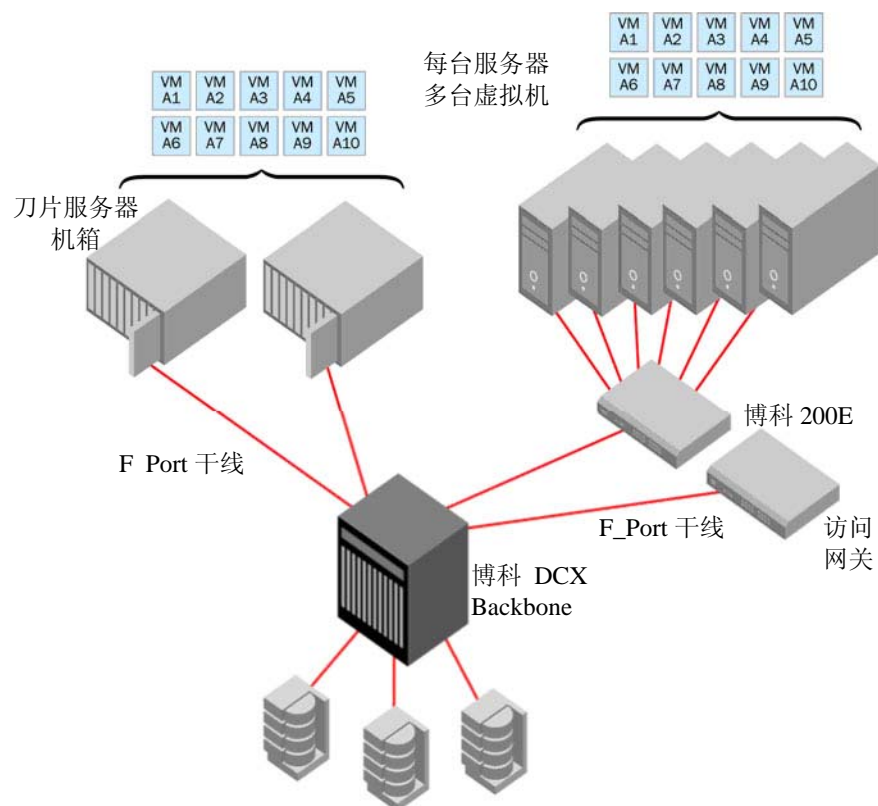 VM A1 VM A2 VM A3 VM A4 VM A5
VM A6 VM A7 VM A8 VM A9 VM A10
每台服务器
多台虚拟机
VM A1 VM A2 VM A3 VM A4 VM A5
VM A6 VM A7 VM A8 VM A9 VM A10
刀片服务器
机箱
博科 200E
F_Port 干线
F_Port 干线
访问
网关
博科 DCX
Backbone